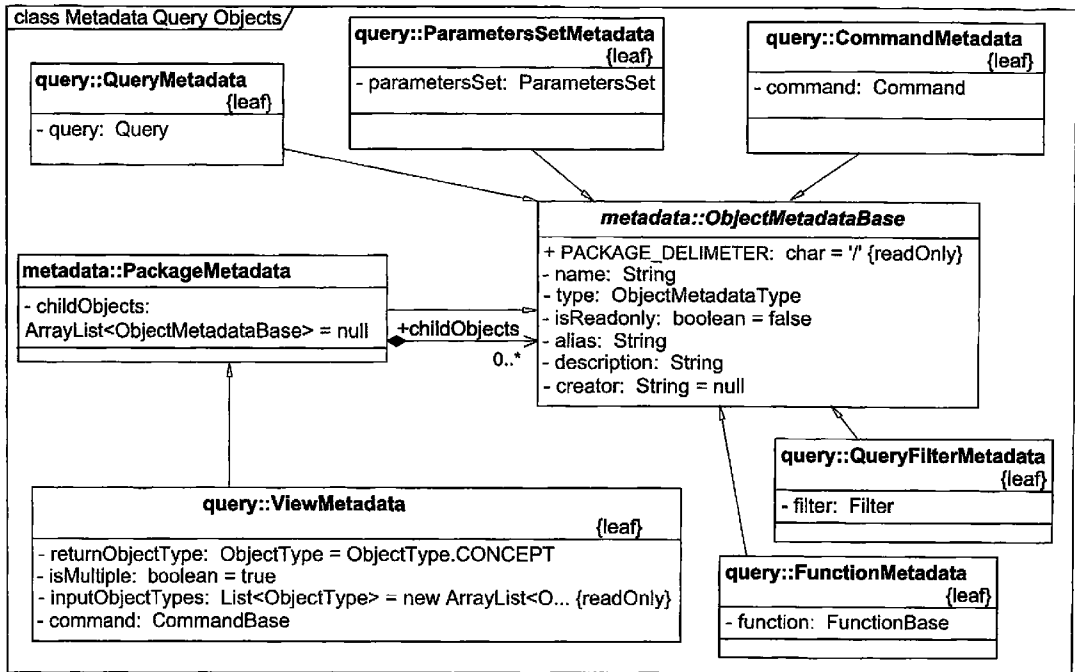 class Metadata Query Objects
query::ParametersSetMetadata
{leaf}
- parametersSet: ParametersSet
query::CommandMetadata
{leaf}
- command: Command
query::QueryMetadata
{leaf}
- query: Query
metadata::ObjectMetadataBase
+ PACKAGE_DELIMETER: char = '/' {readOnly}
- name: String
- type: ObjectMetadataType
- isReadonly: boolean = false
- alias: String
- description: String
- creator: String = null
metadata::PackageMetadata
- childObjects:
ArrayList<ObjectMetadataBase> = null
+childObjects
0..*
query::ViewMetadata
{leaf}
- returnObjectType: ObjectType = ObjectType.CONCEPT
- isMultiple: boolean = true
- inputObjectTypes: List<ObjectType> = new ArrayList<O... {readOnly}
- command: CommandBase
query::QueryFilterMetadata
{leaf}
- filter: Filter
query::FunctionMetadata
{leaf}
- function: FunctionBase